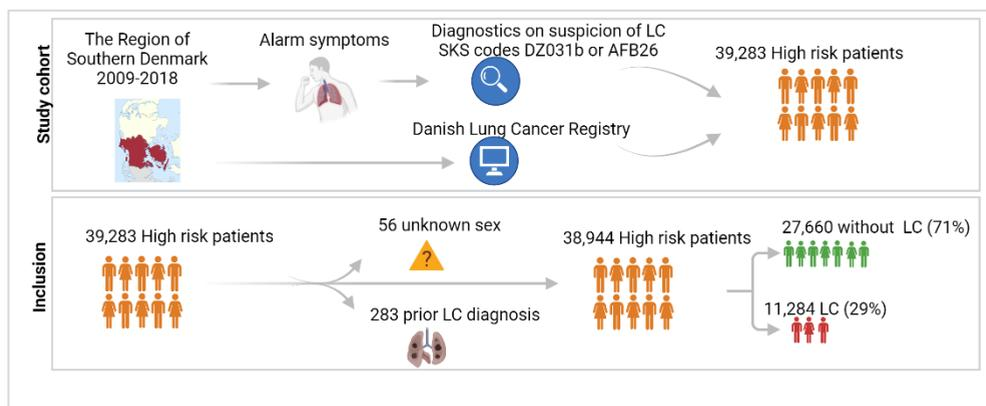 Study cohort
The Region of
Southern Denmark
2009-2018
Alarm symptoms
Diagnostics on suspicion of LC
SKS codes DZ031b or AFB26
Danish Lung Cancer Registry
39,283 High risk patients
Inclusion
39,283 High risk patients
56 unknown sex
?
283 prior LC diagnosis
38,944 High risk patients
27,660 without LC (71%)
11,284 LC (29%)